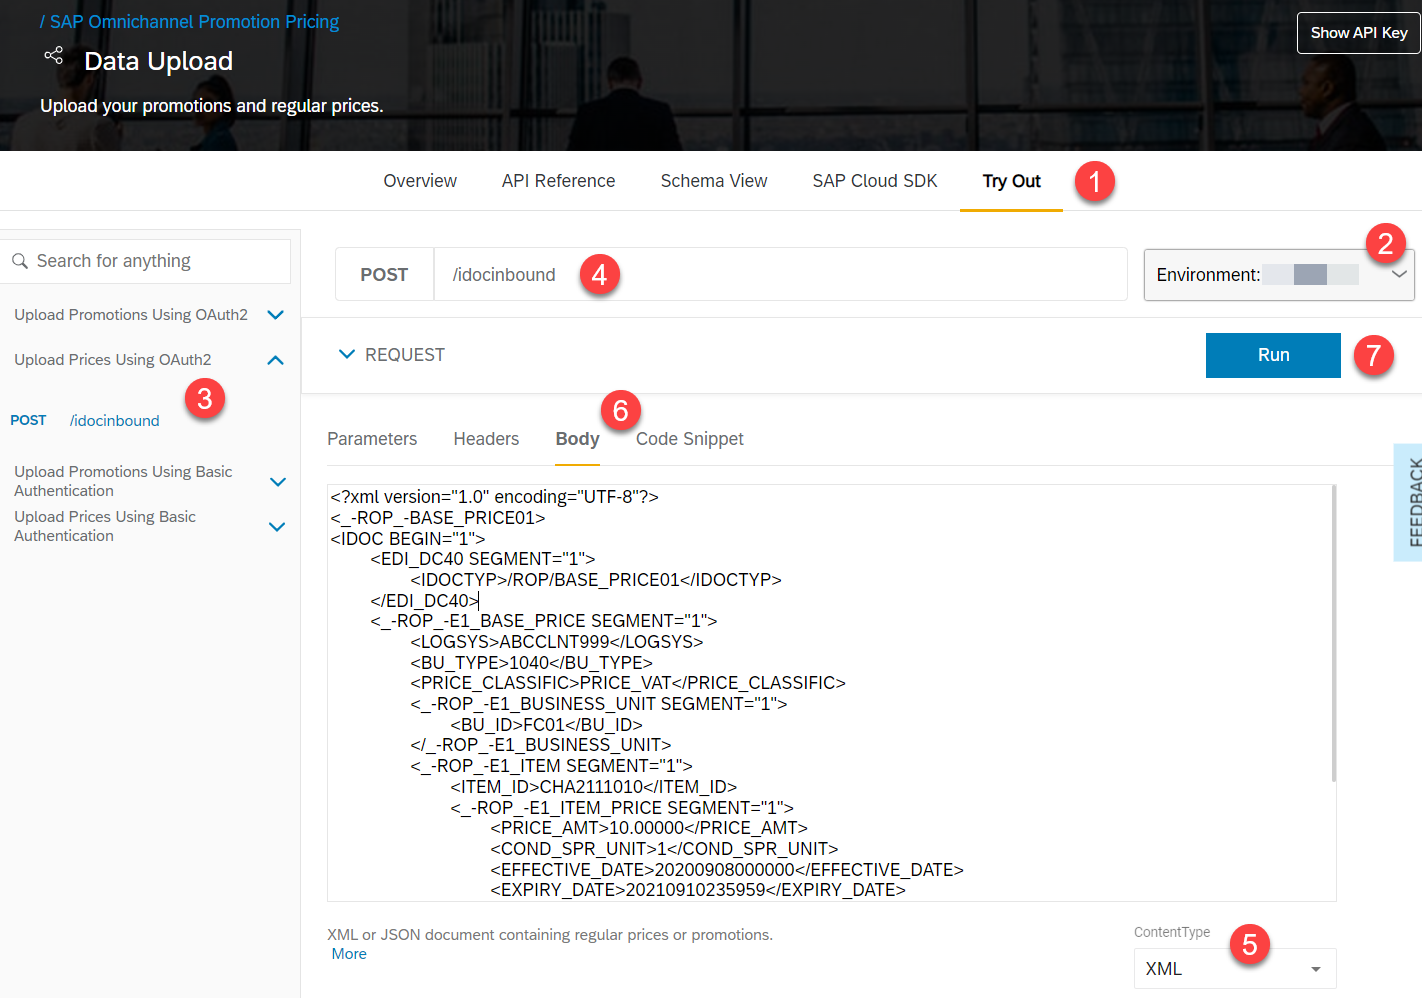 / SAP Omnichannel Promotion Pricing
Show API Key
Data Upload
Upload your promotions and regular prices.
Overview
API Reference
Schema View
SAP Cloud SDK
Try Out
1
Search for anything
POST
/idocinbound
4
Environment:
2
Upload Promotions Using OAuth2
Upload Prices Using OAuth2
3
POST /idocinbound
Upload Promotions Using Basic
Authentication
Upload Prices Using Basic
Authentication
REQUEST
Run
7
6
Parameters
Headers
Body
Code Snippet
<?xml version="1.0" encoding="UTF-8"?>
<_-ROP_-BASE_PRICE01>
<IDOC BEGIN="1">
<EDI_DC40 SEGMENT="1">
<IDOCTYP>/ROP/BASE_PRICE01</IDOCTYP>
</EDI_DC40>
<_-ROP_-E1_BASE_PRICE SEGMENT="1">
<LOGSYS>ABCCLNT999</LOGSYS>
<BU_TYPE>1040</BU_TYPE>
<PRICE_CLASSIFIC>PRICE_VAT</PRICE_CLASSIFIC>
<_-ROP_-E1_BUSINESS_UNIT SEGMENT="1">
<BU_ID>FC01</BU_ID>
</_-ROP_-E1_BUSINESS_UNIT>
<_-ROP_-E1_ITEM SEGMENT="1">
<ITEM_ID>CHA2111010</ITEM_ID>
<_-ROP_-E1_ITEM_PRICE SEGMENT="1">
<PRICE_AMT>10.00000</PRICE_AMT>
<COND_SPR_UNIT>1</COND_SPR_UNIT>
<EFFECTIVE_DATE>20200908000000</EFFECTIVE_DATE>
<EXPIRY_DATE>20210910235959</EXPIRY_DATE>
FEEDBACK
XML or JSON document containing regular prices or promotions.
More
ContentType
5
XML